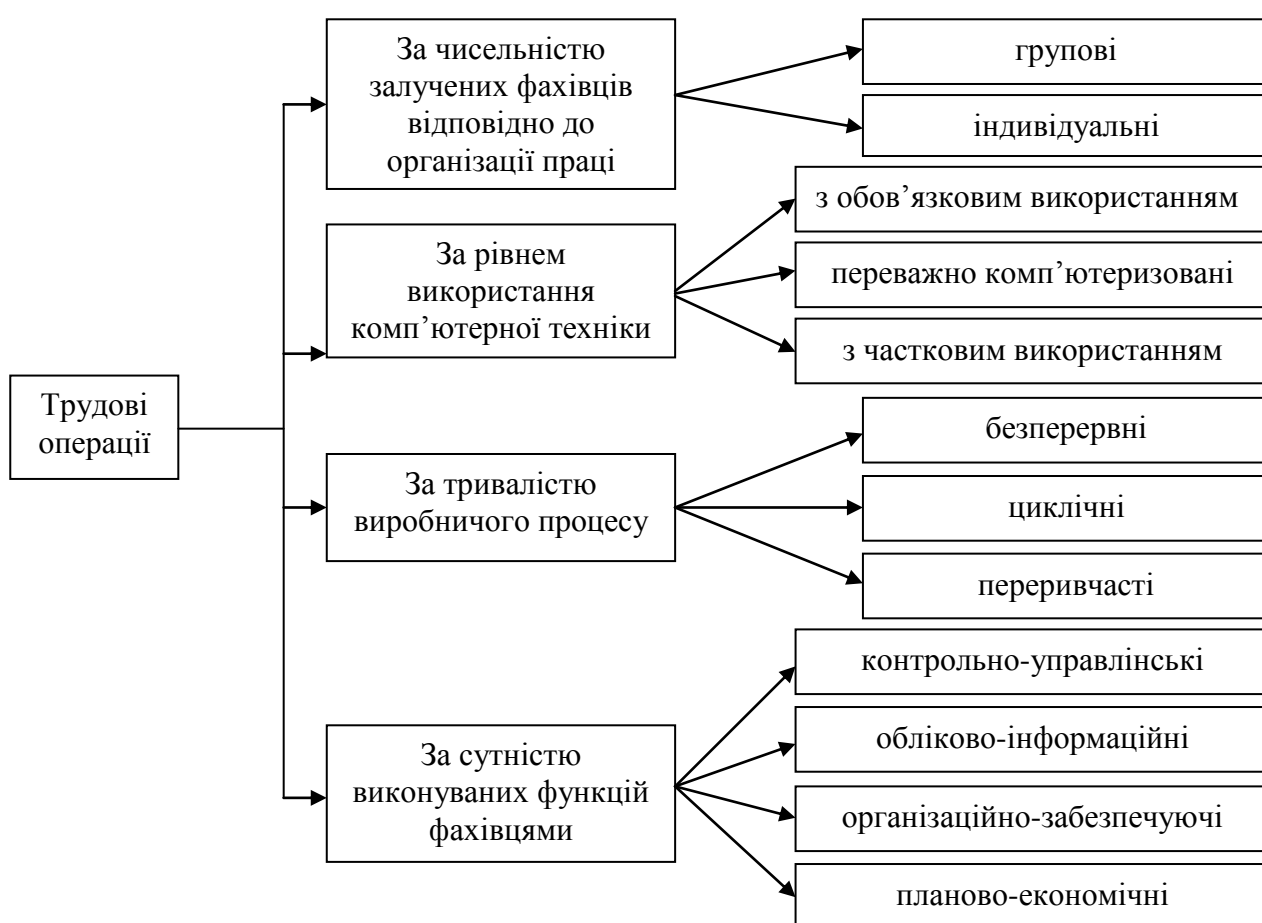 Трудові
операції
За чисельністю
залучених фахівців
відповідно до
організації праці
групові
індивідуальні
За рівнем
використання
комп’ютерної техніки
з обов’язковим використанням
переважно комп’ютеризовані
з частковим використанням
За тривалістю
виробничого процесу
безперервні
циклічні
переривчасті
За сутністю
виконуваних функцій
фахівцями
контрольно-управлінські
обліково-інформаційні
організаційно-забезпечуючі
планово-економічні